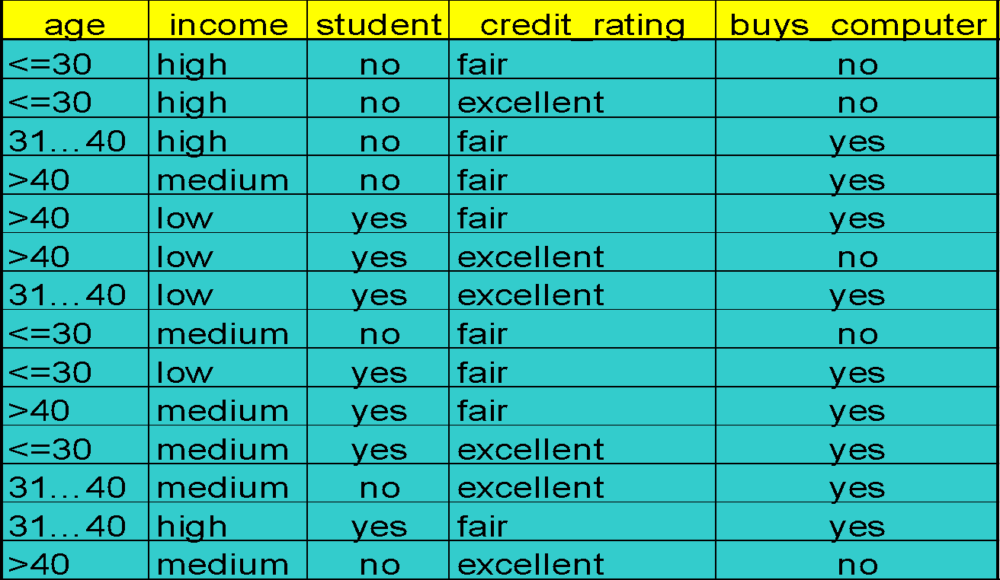 age income student credit_rating buys_computer
<=30 high no fair no
<=30 high no excellent no
31…40 high no fair yes
>40 medium no fair yes
>40 low yes fair yes
>40 low yes excellent no
31…40 low yes excellent yes
<=30 medium no fair no
<=30 low yes fair yes
>40 medium yes fair yes
<=30 medium yes excellent yes
31…40 medium no excellent yes
31…40 high yes fair yes
>40 medium no excellent no